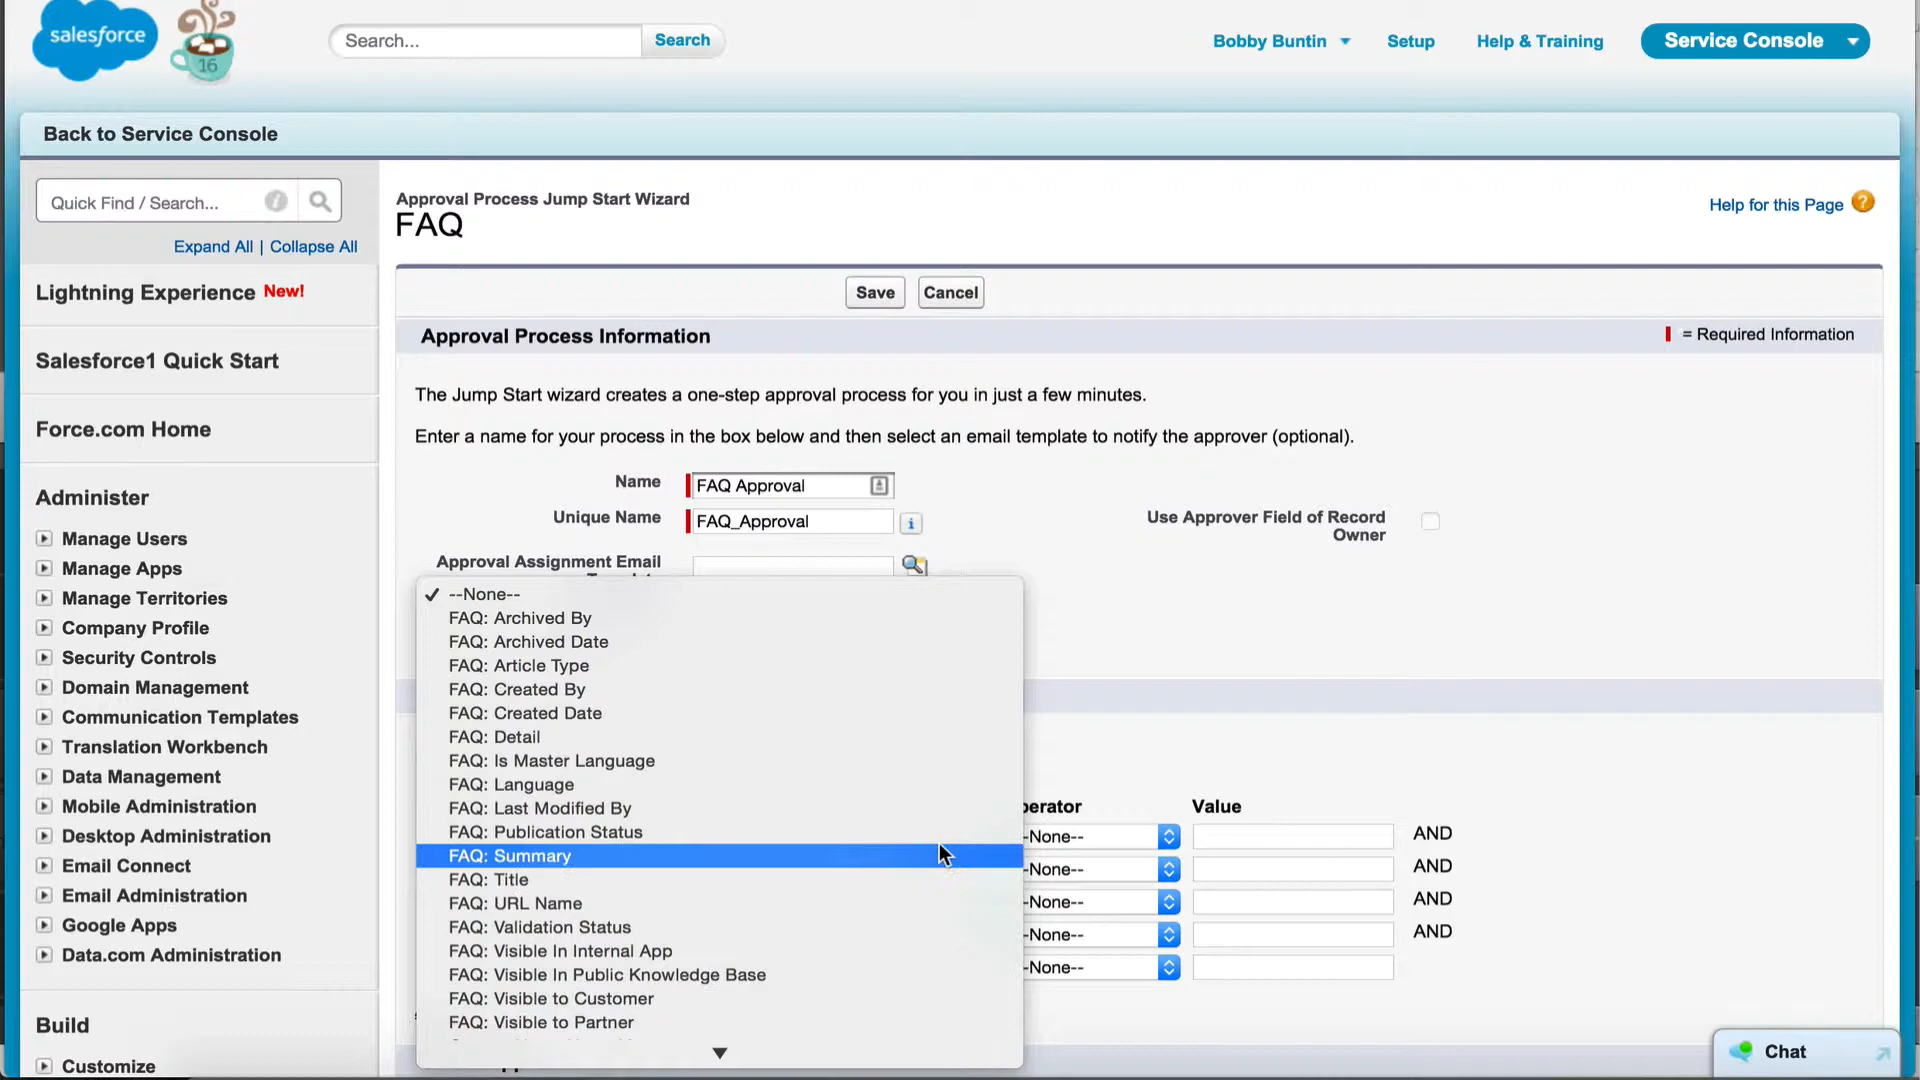 salesforce
16
Search...
Search
Bobby Buntin
Setup
Help & Training
Service Console
Back to Service Console
Quick Find / Search...
Expand All | Collapse All
Lightning Experience New!
Salesforce1 Quick Start
Force.com Home
Administer
Manage Users
Manage Apps
Manage Territories
Company Profile
Security Controls
Domain Management
Communication Templates
Translation Workbench
Data Management
Mobile Administration
Desktop Administration
Email Connect
Email Administration
Google Apps
Data.com Administration
Build
Customize
Approval Process Jump Start Wizard
FAQ
Help for this Page ?
Save
Cancel
Approval Process Information
= Required Information
The Jump Start wizard creates a one-step approval process for you in just a few minutes.
Enter a name for your process in the box below and then select an email template to notify the approver (optional).
Name
FAQ Approval
Unique Name
FAQ_Approval
Use Approver Field of Record
Owner
Approval Assignment Email
--None--
FAQ: Archived By
FAQ: Archived Date
FAQ: Article Type
FAQ: Created By
FAQ: Created Date
FAQ: Detail
FAQ: Is Master Language
FAQ: Language
FAQ: Last Modified By
FAQ: Publication Status
FAQ: Summary
FAQ: Title
FAQ: URL Name
FAQ: Validation Status
FAQ: Visible In Internal App
FAQ: Visible In Public Knowledge Base
FAQ: Visible to Customer
FAQ: Visible to Partner
perator
Value
-None--
AND
-None--
AND
-None--
AND
-None--
AND
-None--
Chat